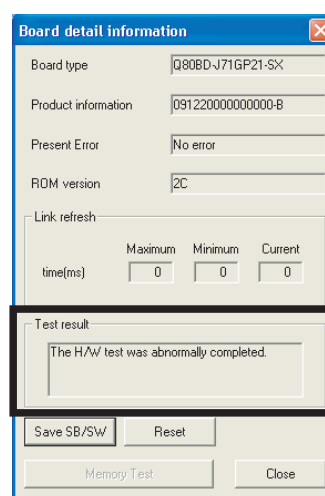 Board detail information
Board type Q80BD-J71GP21-SX
Product information 091220000000000-B
Present Error No error
ROM version 2C
Link refresh
Maximum Minimum Current
time(ms) 0 0 0
Test result
The H/W test was abnormally completed.
Save SB/SW Reset
Memory Test Close